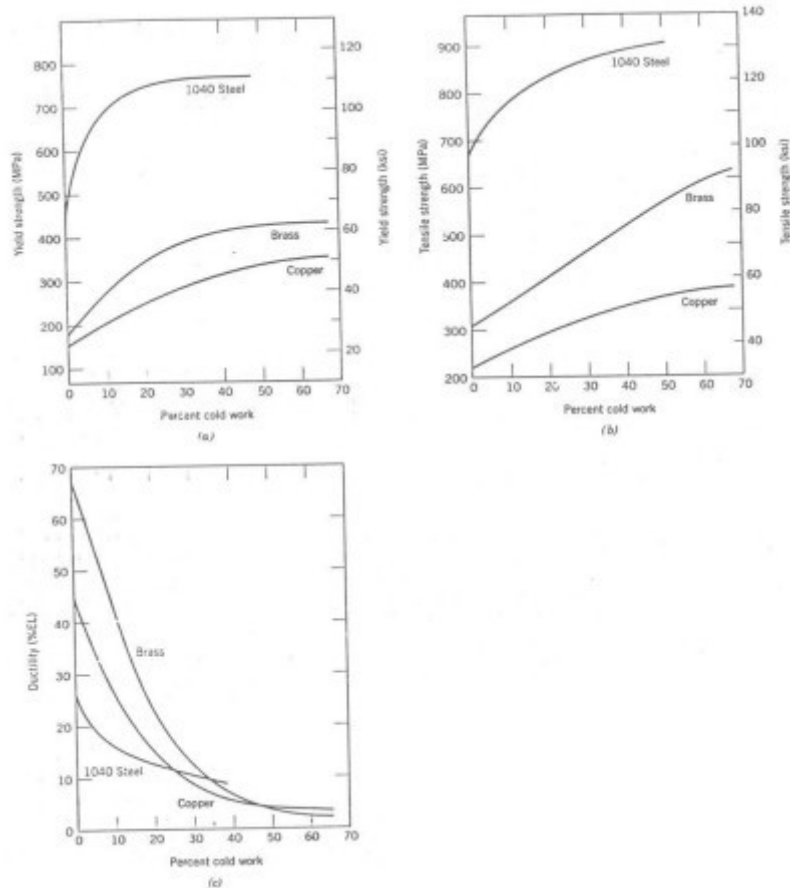 800
700
600
500
400
300
200
100
Yield strength (MPa)
120
100
80
60
40
20
Yield strength (ksi)
1040 Steel
Brass
Copper
0 10 20 30 40 50 60 70
Percent cold work
(a)
900
800
700
600
500
400
300
200
Tensile strength (MPa)
140
120
100
80
60
40
Tensile strength (ksi)
1040 Steel
Brass
Copper
0 10 20 30 40 50 60 70
Percent cold work
(b)
70
60
50
40
30
20
10
0
Ductility (%EL)
Brass
1040 Steel
Copper
0 10 20 30 40 50 60 70
Percent cold work
(c)